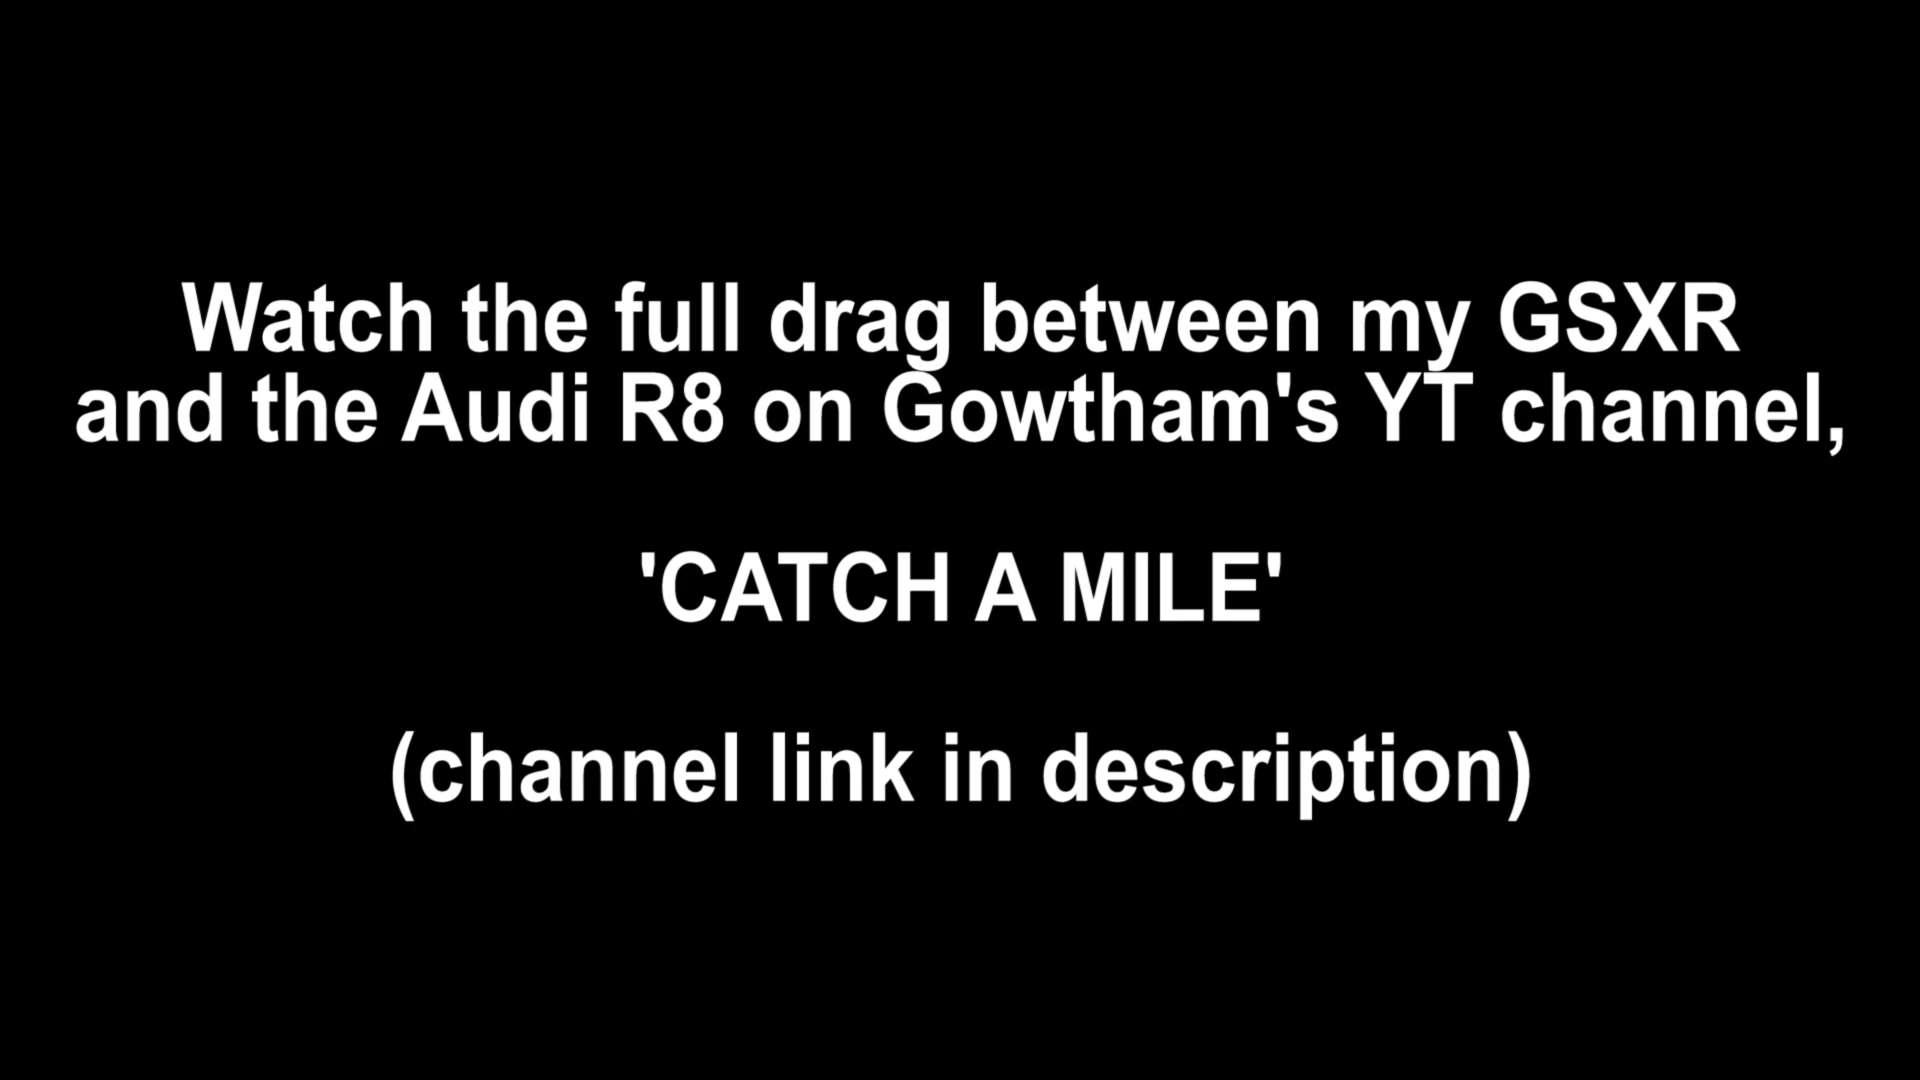 Watch the full drag between my GSXR
and the Audi R8 on Gowtham's YT channel,
'CATCH A MILE'
(channel link in description)